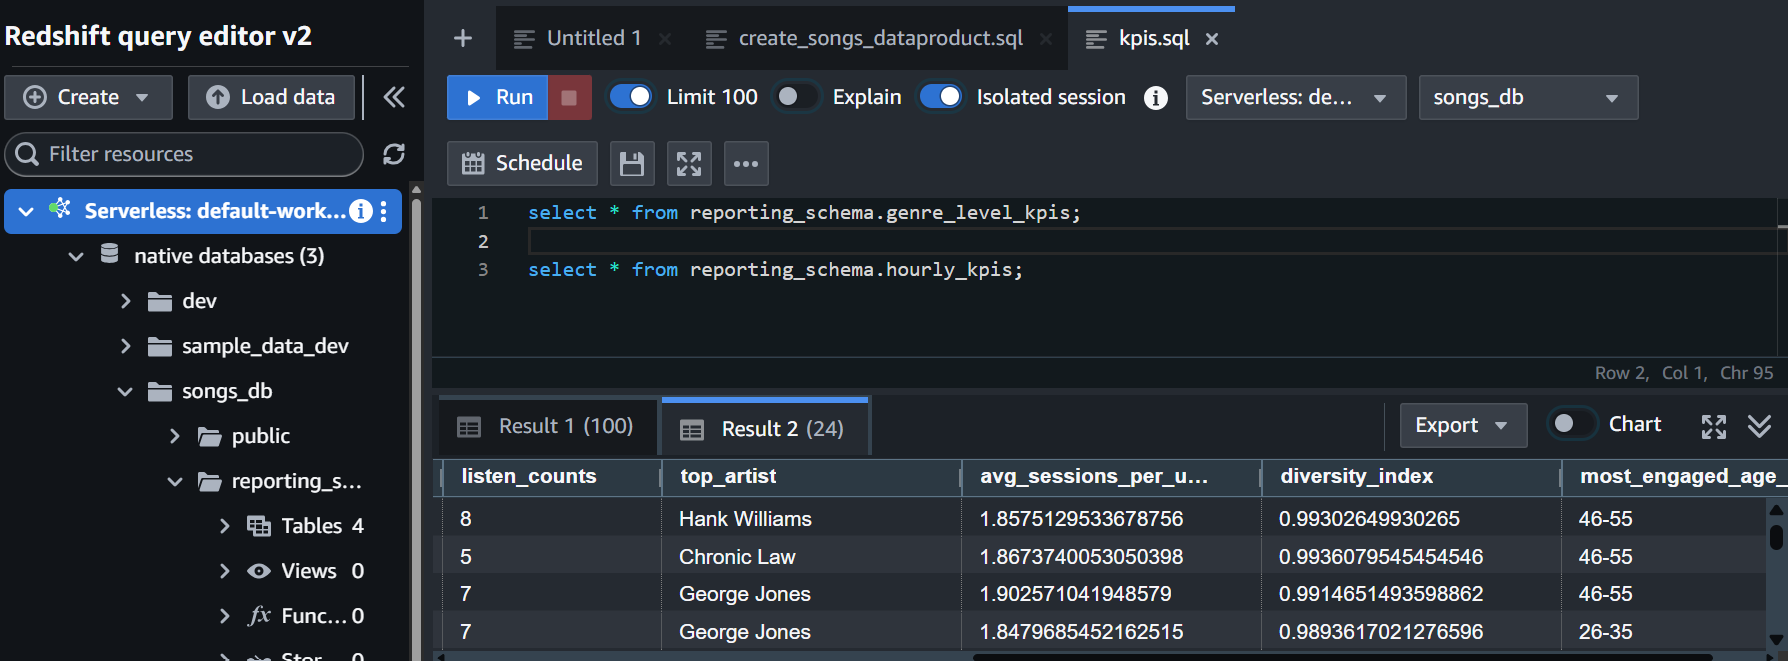 Redshift query editor v2
Create
Load data
Filter resources
Serverless: default-work...
native databases (3)
dev
sample_data_dev
songs_db
public
reporting_s...
Tables 4
Views 0
fx Func... 0
Untitled 1
create_songs_dataproduct.sql
kpis.sql
Run
Limit 100
Explain
Isolated session
Serverless: de...
songs_db
Schedule
1 select * from reporting_schema.genre_level_kpis;
2
3 select * from reporting_schema.hourly_kpis;
Row 2, Col 1, Chr 95
Result 1 (100)
Result 2 (24)
Export
Chart
listen_counts top_artist avg_sessions_per_u... diversity_index most_engaged_age_
8 Hank Williams 1.8575129533678756 0.99302649930265 46-55
5 Chronic Law 1.8673740053050398 0.9936079545454546 46-55
7 George Jones 1.902571041948579 0.9914651493598862 46-55
7 George Jones 1.8479685452162515 0.9893617021276596 26-35